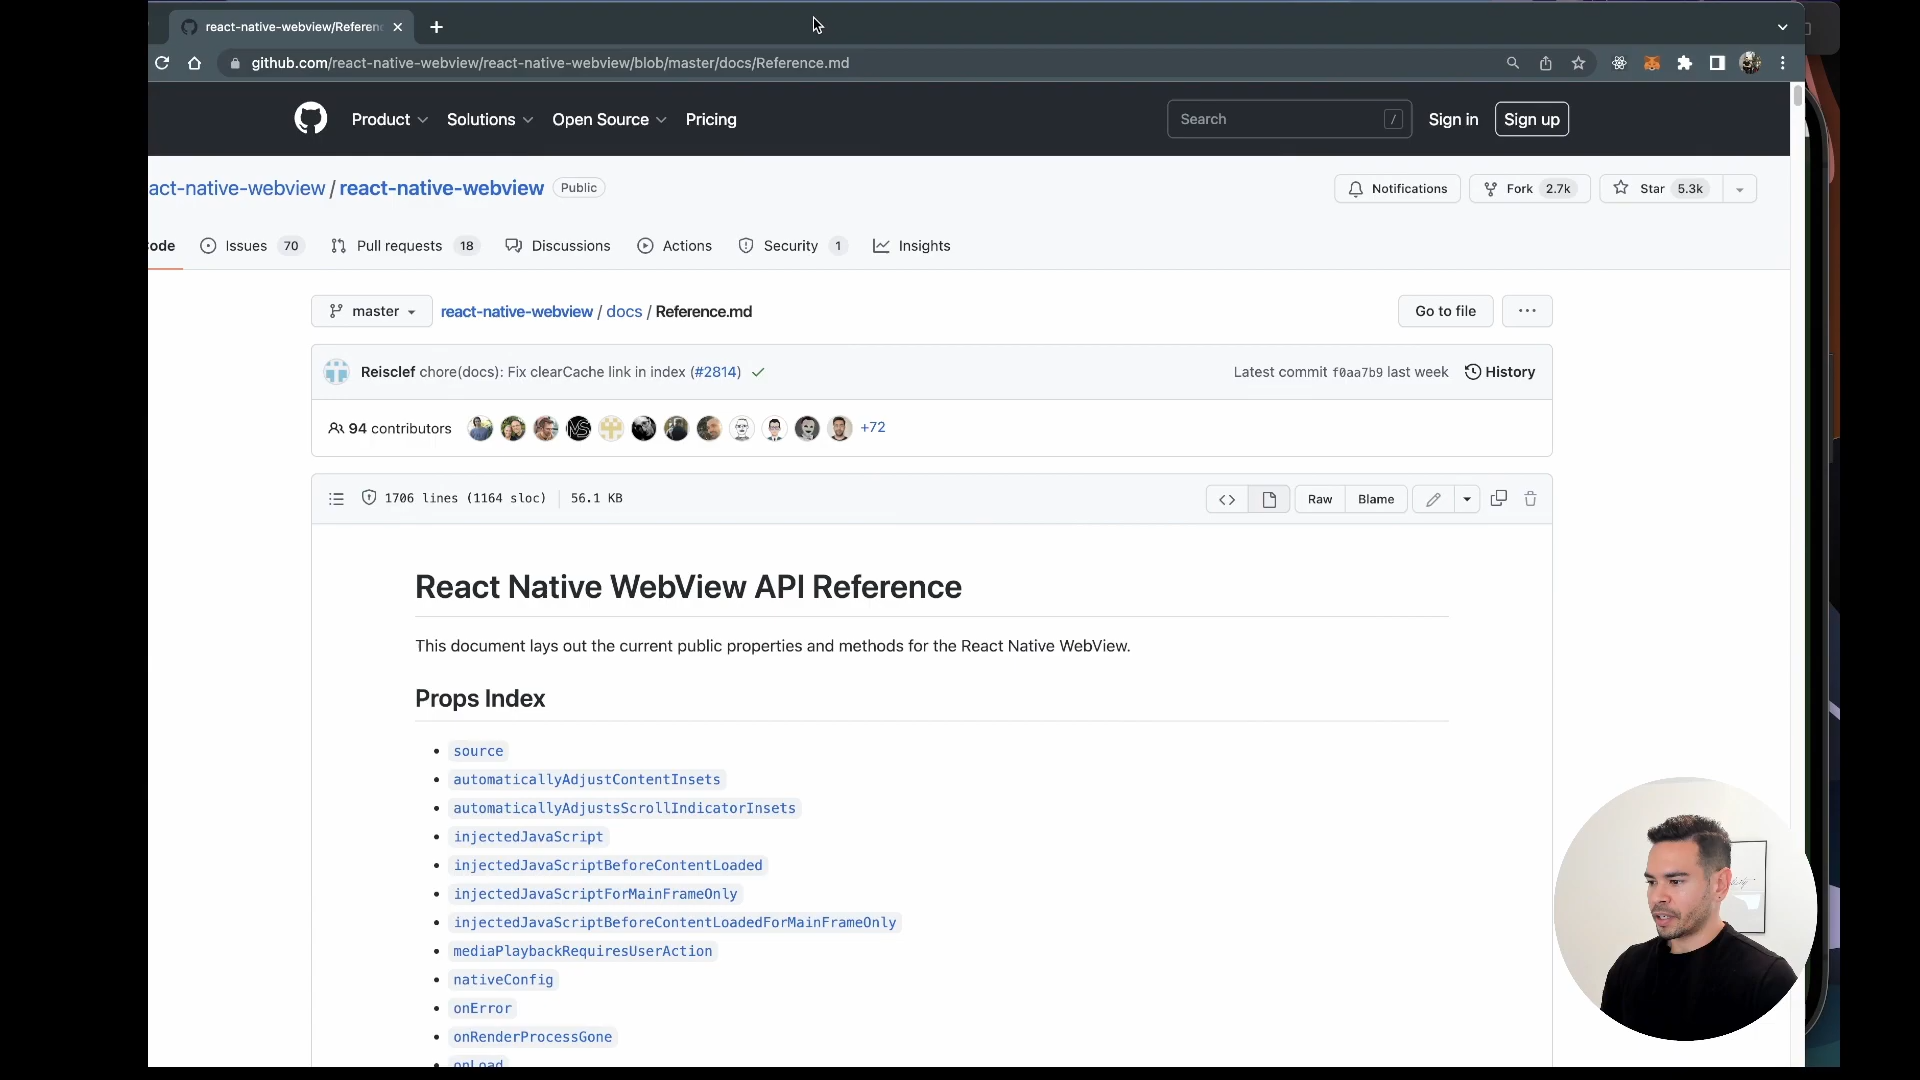 react-native-webview/Referen
github.com/react-native-webview/react-native-webview/blob/master/docs/Reference.md
Product Solutions Open Source Pricing Search / Sign in Sign up
act-native-webview / react-native-webview Public Notifications Fork 2.7k Star 5.3k
ode Issues 70 Pull requests 18 Discussions Actions Security 1 Insights
master react-native-webview / docs / Reference.md Go to file ...
Reisclef chore(docs): Fix clearCache link in index (#2814) Latest commit f0aa7b9 last week History
94 contributors MS +72
1706 lines (1164 sloc) 56.1 KB <> Raw Blame
React Native WebView API Reference
This document lays out the current public properties and methods for the React Native WebView.
Props Index
source
automaticallyAdjustContentInsets
automaticallyAdjustsScrollIndicatorInsets
injectedJavaScript
injectedJavaScriptBeforeContentLoaded
injectedJavaScriptForMainFrameOnly
injectedJavaScriptBeforeContentLoadedForMainFrameOnly
mediaPlaybackRequiresUserAction
nativeConfig
onError
onRenderProcessGone
onLoad